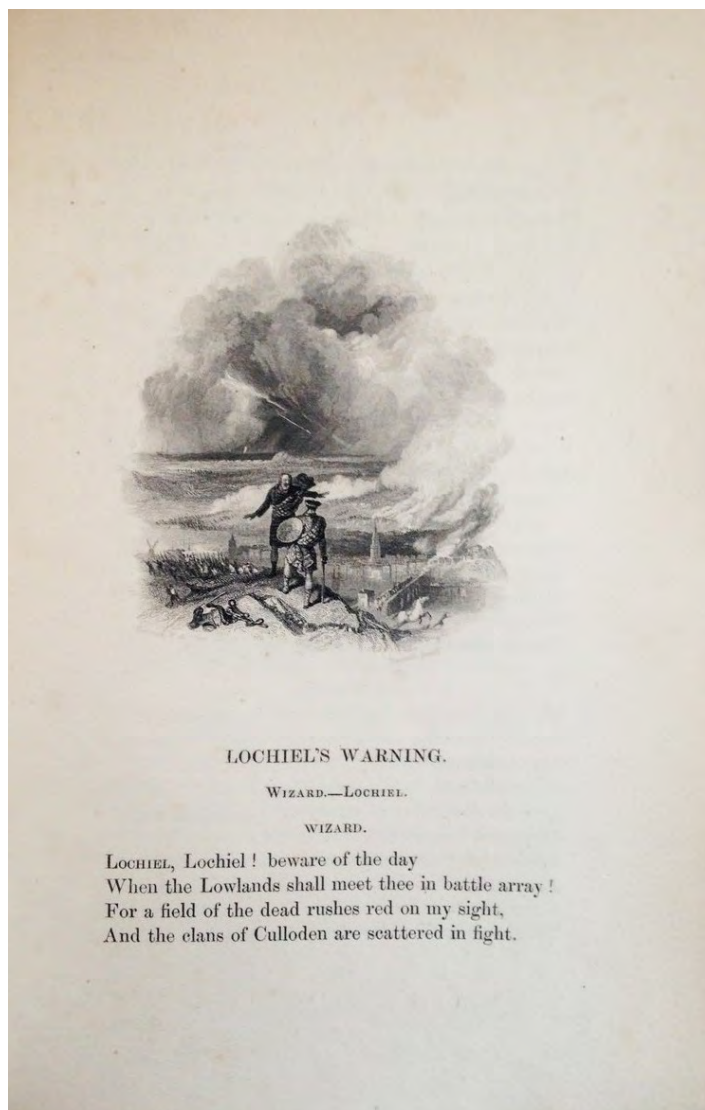 LOCHIEL'S WARNING.
WIZARD.—LOCHIEL.
WIZARD.
LOCHIEL, Lochiel ! beware of the day
When the Lowlands shall meet thee in battle array !
For a field of the dead rushes red on my sight,
And the clans of Culloden are scattered in fight.